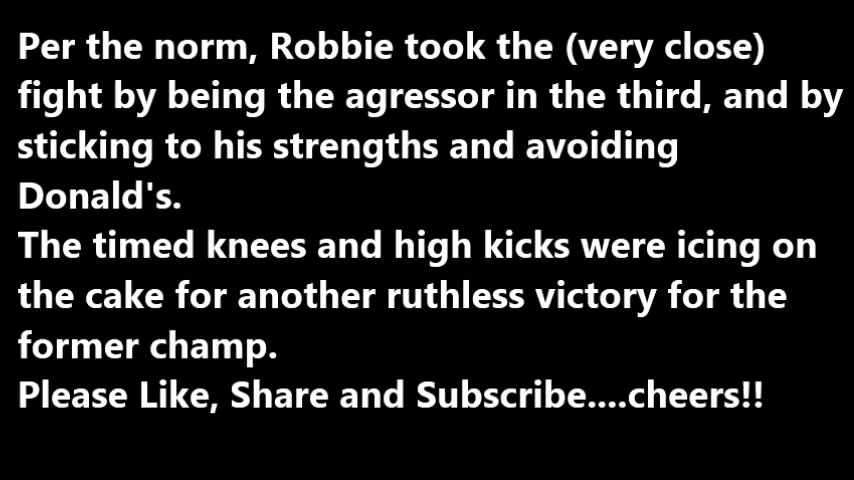 Per the norm, Robbie took the (very close)
fight by being the agressor in the third, and by
sticking to his strengths and avoiding
Donald's.
The timed knees and high kicks were icing on
the cake for another ruthless victory for the
former champ.
Please Like, Share and Subscribe....cheers!!